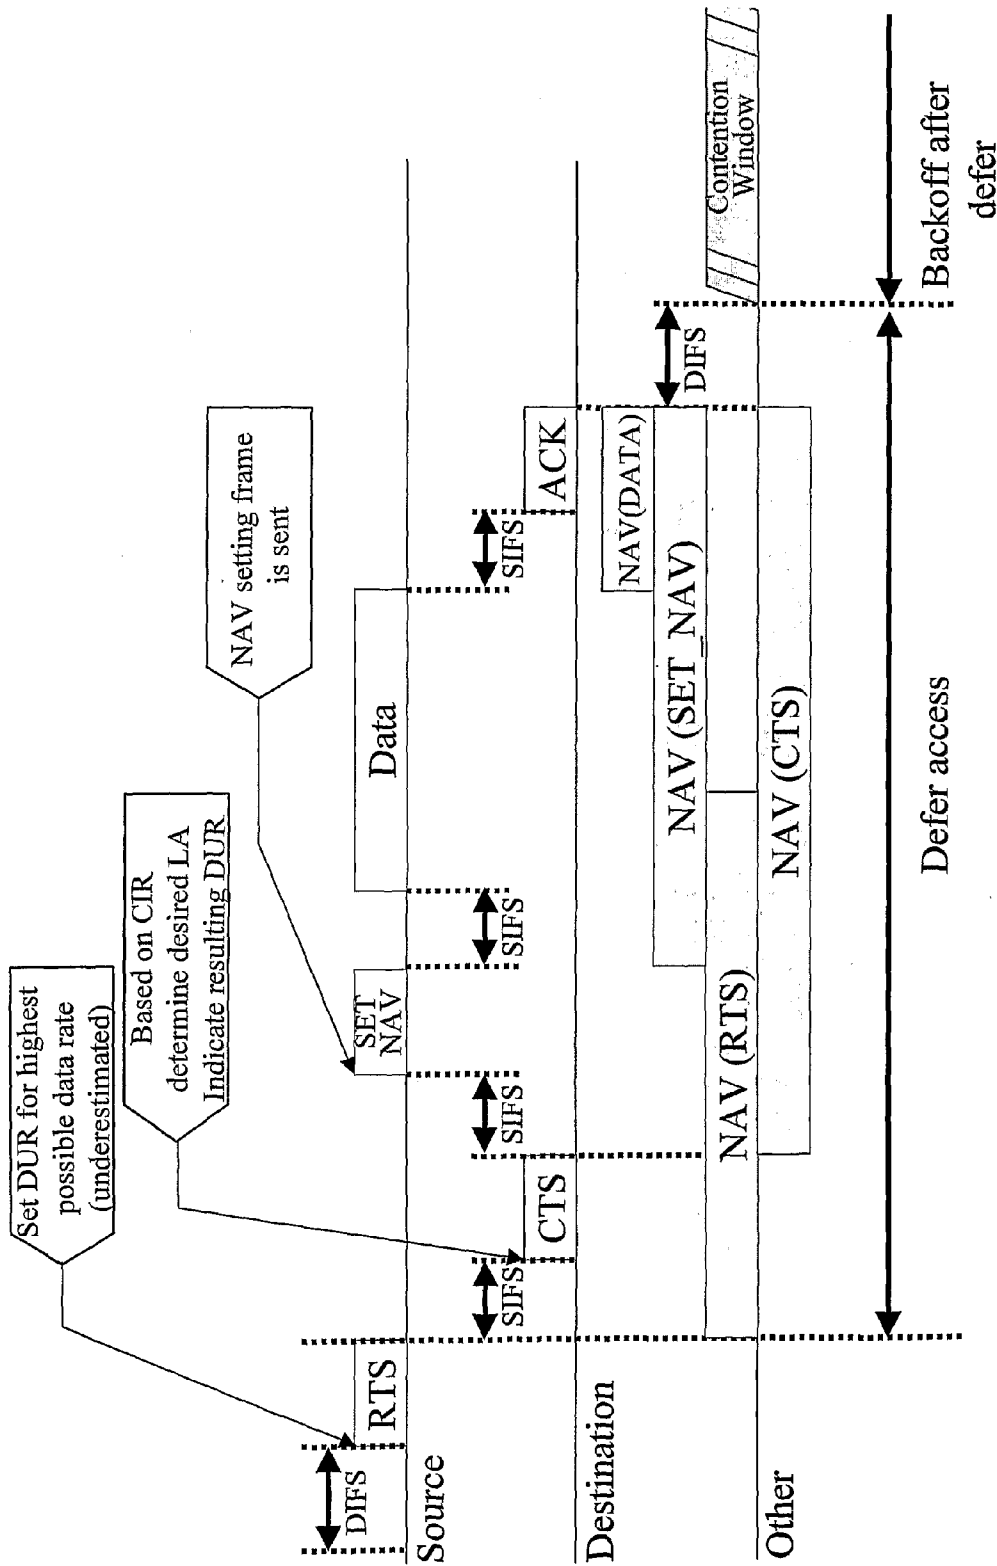 Set DUR for highest
possible data rate
(underestimated)
Based on CIR
determine desired LA
Indicate resulting DUR
NAV setting frame
is sent
DIFS
RTS
SET
NAV
Data
Source
SIFS
CTS
SIFS
SIFS
SIFS
ACK
Destination
NAV(DATA)
NAV (SET_NAV)
DIFS
NAV (RTS)
Contention
Window
Other
NAV (CTS)
Defer access
Backoff after
defer